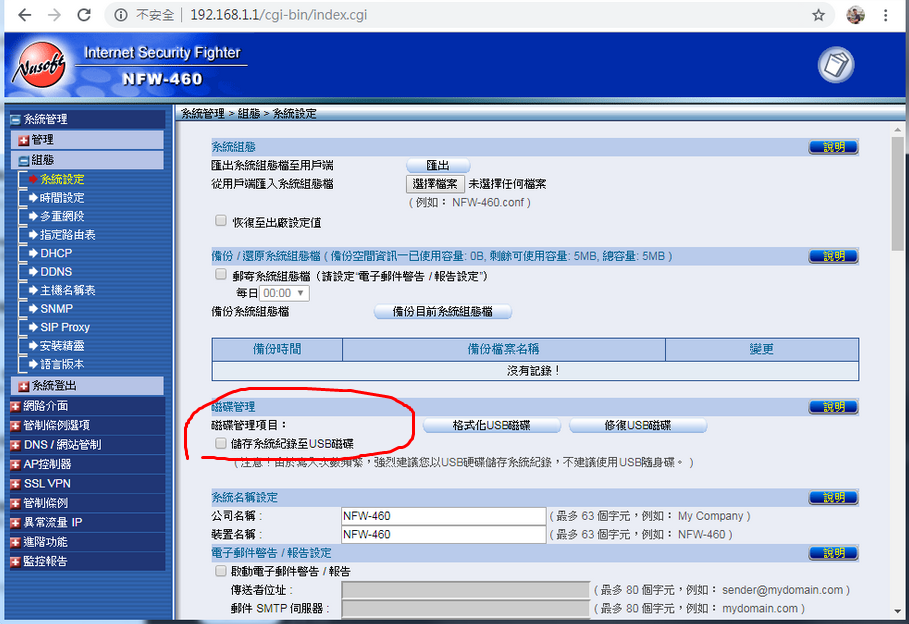 不安全 | 192.168.1.1/cgi-bin/index.cgi
Nusoft
Internet Security Fighter
NFW-460
系統管理
管理
組態
系統設定
時間設定
多重網段
指定路由表
DHCP
DDNS
主機名稱表
SNMP
SIP Proxy
安裝精靈
語言版本
系統登出
網路介面
管制條例選項
DNS / 網站管制
AP控制器
SSL VPN
管制條例
異常流量 IP
進階功能
監控報告
系統管理 > 組態 > 系統設定
系統組態 說明
匯出系統組態檔至用戶端 匯出
從用戶端匯入系統組態檔 選擇檔案 未選擇任何檔案
( 例如： NFW-460.conf )
恢復至出廠設定值
備份 / 還原系統組態檔 ( 備份空間資訊—已使用容量: 0B, 剩餘可使用容量: 5MB, 總容量: 5MB ) 說明
郵寄系統組態檔（請設定"電子郵件警告 / 報告設定"）
每日 00:00
備份系統組態檔 備份目前系統組態檔
備份時間 備份檔案名稱 變更
沒有記錄！
磁碟管理 說明
磁碟管理項目： 格式化USB磁碟 修復USB磁碟
儲存系統紀錄至USB磁碟
（注意！由於寫入次數頻繁，強烈建議您以USB硬碟儲存系統紀錄，不建議使用USB隨身碟。）
系統名稱設定 說明
公司名稱 : NFW-460 ( 最多 63 個字元，例如： My Company )
裝置名稱 : NFW-460 ( 最多 63 個字元，例如： NFW-460 )
電子郵件警告 / 報告設定 說明
啟動電子郵件警告 / 報告
傳送者位址 : ( 最多 80 個字元，例如： sender@mydomain.com )
郵件 SMTP 伺服器 : ( 最多 80 個字元，例如： mydomain.com )